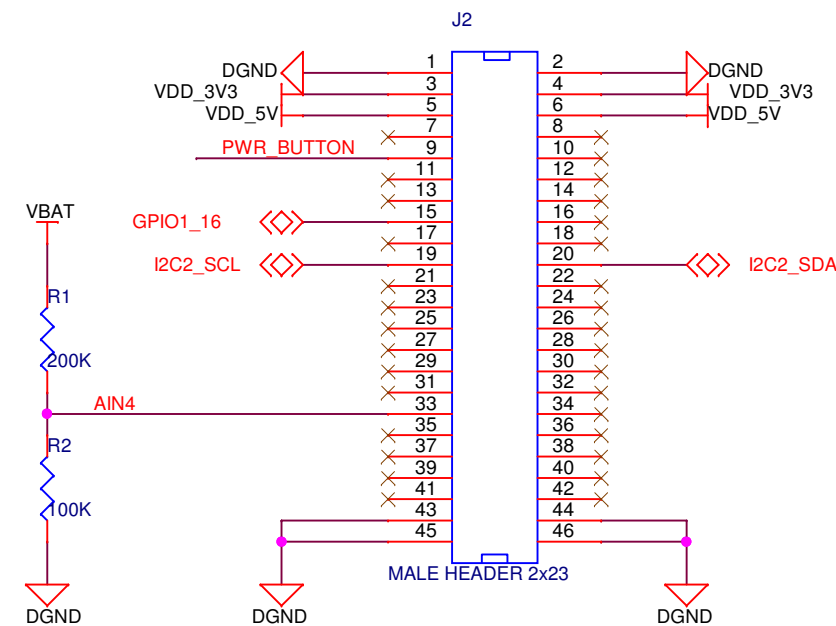 J2
DGND 1 2 DGND
VDD_3V3 3 4 VDD_3V3
VDD_5V 5 6 VDD_5V
7 8
PWR_BUTTON 9 10
11 12
13 14
VBAT
GPIO1_16 15 16
17 18
I2C2_SCL 19 20 I2C2_SDA
21 22
R1
23 24
25 26
27 28
200K
29 30
31 32
AIN4 33 34
35 36
R2
37 38
39 40
41 42
100K
43 44
45 46
MALE HEADER 2x23
DGND DGND DGND